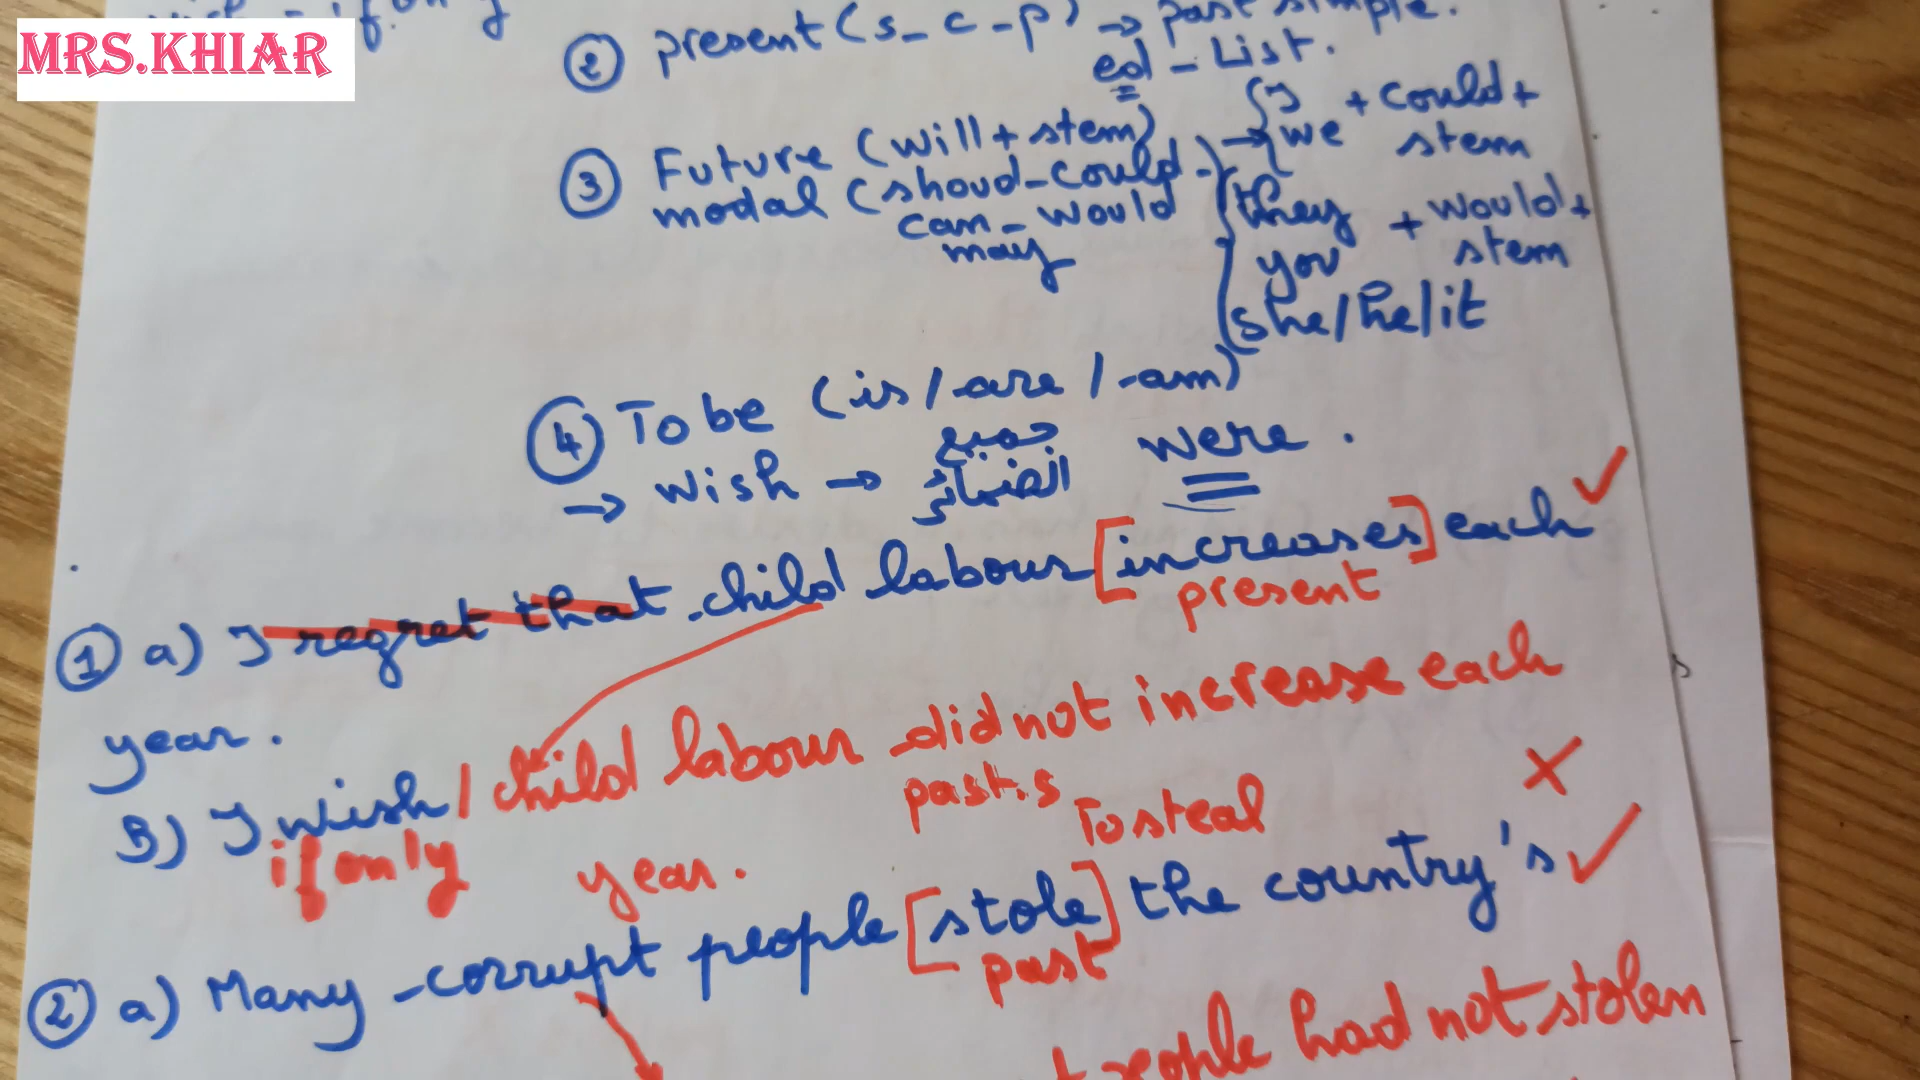 MRS.KHIAR
② present (s_c_p) → past simple.
ed - List.
③ Future (will + stem) → I + could +
we stem
modal (shoud-could-
can - would they + would +
may you stem
she/he/it
④ To be (is / are / am)
→ wish → جميع الضمائر were.
① a) I regret that child labour [increases] each ✓
present
year.
B) I wish / child labour did not increase each
if only past.s
year.
To steal ×
② a) Many corrupt people [stole] the country's ✓
past
people had not stolen